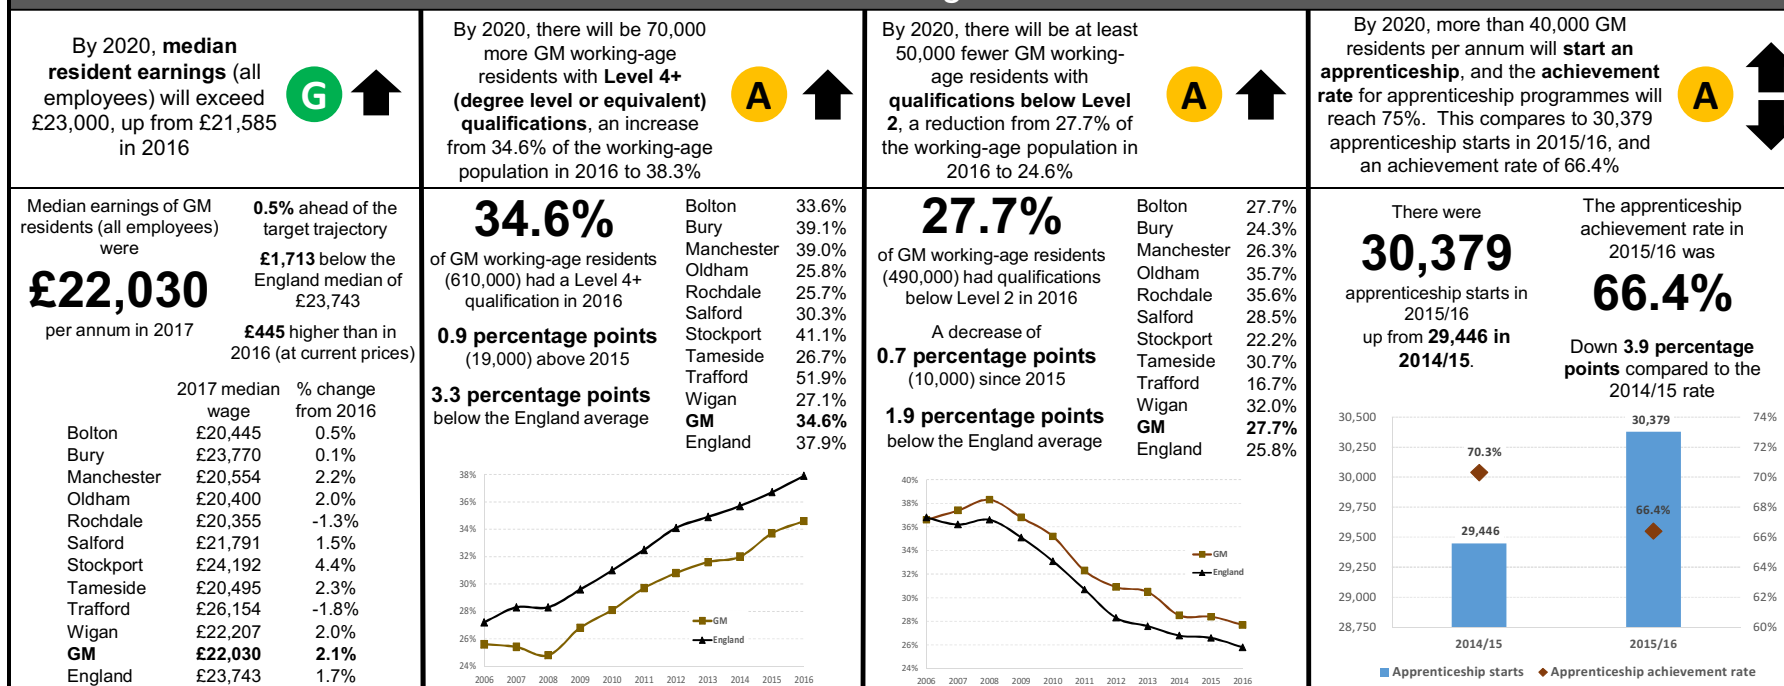 By 2020, median
resident earnings (all
employees) will exceed
£23,000, up from £21,585
in 2016
G
By 2020, there will be 70,000
more GM working-age
residents with Level 4+
(degree level or equivalent)
qualifications, an increase
from 34.6% of the working-age
population in 2016 to 38.3%
A
By 2020, there will be at least
50,000 fewer GM working-
age residents with
qualifications below Level
2, a reduction from 27.7% of
the working-age population in
2016 to 24.6%
A
By 2020, more than 40,000 GM
residents per annum will start an
apprenticeship, and the achievement
rate for apprenticeship programmes will
reach 75%. This compares to 30,379
apprenticeship starts in 2015/16, and
an achievement rate of 66.4%
A
Median earnings of GM
residents (all employees)
were
£22,030
per annum in 2017
0.5% ahead of the
target trajectory
£1,713 below the
England median of
£23,743
£445 higher than in
2016 (at current prices)
2017 median wage % change from 2016
Bolton £20,445 0.5%
Bury £23,770 0.1%
Manchester £20,554 2.2%
Oldham £20,400 2.0%
Rochdale £20,355 -1.3%
Salford £21,791 1.5%
Stockport £24,192 4.4%
Tameside £20,495 2.3%
Trafford £26,154 -1.8%
Wigan £22,207 2.0%
GM £22,030 2.1%
England £23,743 1.7%
34.6%
of GM working-age residents
(610,000) had a Level 4+
qualification in 2016
0.9 percentage points
(19,000) above 2015
3.3 percentage points
below the England average
Bolton 33.6%
Bury 39.1%
Manchester 39.0%
Oldham 25.8%
Rochdale 25.7%
Salford 30.3%
Stockport 41.1%
Tameside 26.7%
Trafford 51.9%
Wigan 27.1%
GM 34.6%
England 37.9%
38%
36%
34%
32%
30%
28%
26%
24%
GM
England
2006 2007 2008 2009 2010 2011 2012 2013 2014 2015 2016
27.7%
of GM working-age residents
(490,000) had qualifications
below Level 2 in 2016
A decrease of
0.7 percentage points
(10,000) since 2015
1.9 percentage points
below the England average
Bolton 27.7%
Bury 24.3%
Manchester 26.3%
Oldham 35.7%
Rochdale 35.6%
Salford 28.5%
Stockport 22.2%
Tameside 30.7%
Trafford 16.7%
Wigan 32.0%
GM 27.7%
England 25.8%
40%
38%
36%
34%
32%
30%
28%
26%
24%
GM
England
2006 2007 2008 2009 2010 2011 2012 2013 2014 2015 2016
There were
30,379
apprenticeship starts in
2015/16
up from 29,446 in
2014/15.
The apprenticeship
achievement rate in
2015/16 was
66.4%
Down 3.9 percentage
points compared to the
2014/15 rate
30,500 74%
30,250 72%
30,000 70%
29,750 68%
29,500 66%
29,250 64%
29,000 62%
28,750 60%
70.3%
29,446
30,379
66.4%
2014/15 2015/16
Apprenticeship starts Apprenticeship achievement rate